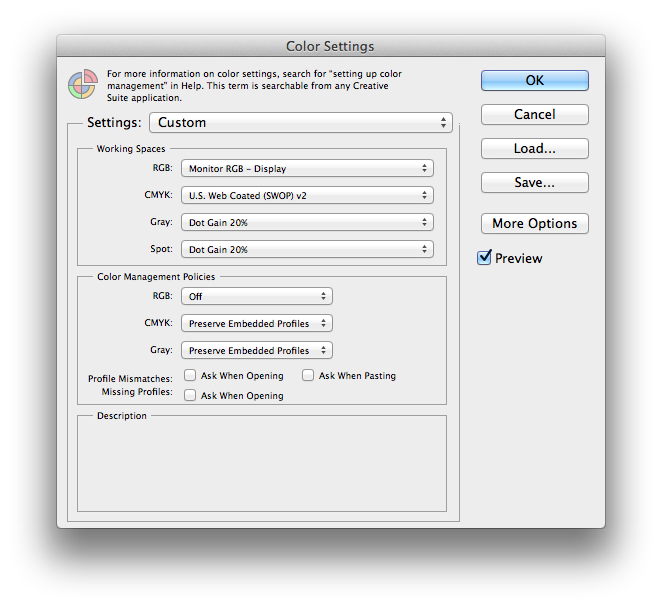 Color Settings
For more information on color settings, search for "setting up color
management" in Help. This term is searchable from any Creative
Suite application.
OK
Cancel
Load...
Save...
More Options
Preview
Settings: Custom
Working Spaces
RGB: Monitor RGB - Display
CMYK: U.S. Web Coated (SWOP) v2
Gray: Dot Gain 20%
Spot: Dot Gain 20%
Color Management Policies
RGB: Off
CMYK: Preserve Embedded Profiles
Gray: Preserve Embedded Profiles
Profile Mismatches: Ask When Opening Ask When Pasting
Missing Profiles: Ask When Opening
Description